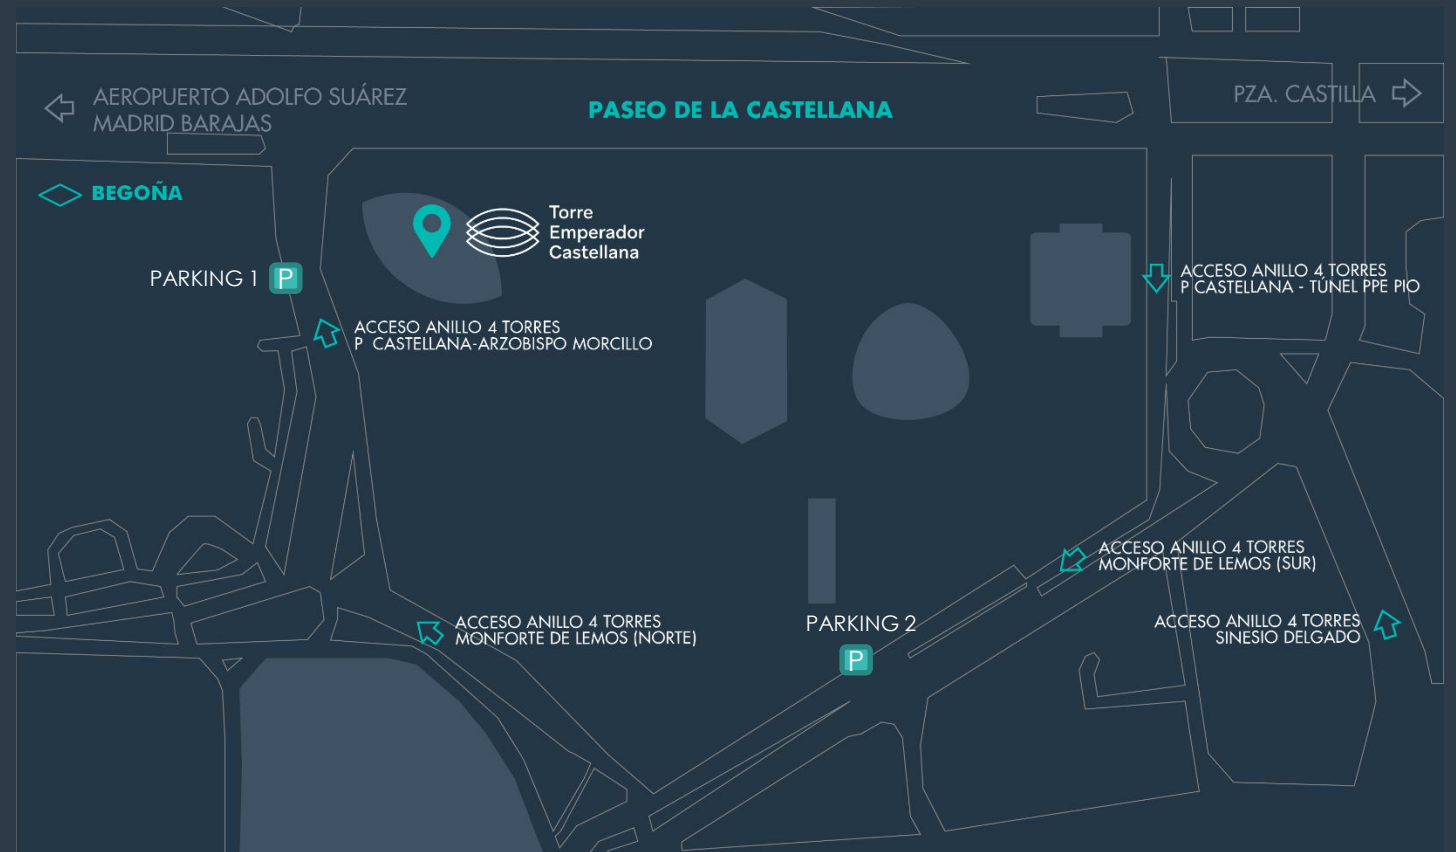 AEROPUERTO ADOLFO SUÁREZ
MADRID BARAJAS
PASEO DE LA CASTELLANA
PZA. CASTILLA
BEGOÑA
Torre
Emperador
Castellana
PARKING 1 P
ACCESO ANILLO 4 TORRES
P CASTELLANA - TÚNEL PPE PIO
ACCESO ANILLO 4 TORRES
P CASTELLANA-ARZOBISPO MORCILLO
ACCESO ANILLO 4 TORRES
MONFORTE DE LEMOS (SUR)
ACCESO ANILLO 4 TORRES
MONFORTE DE LEMOS (NORTE)
PARKING 2
P
ACCESO ANILLO 4 TORRES
SINESIO DELGADO